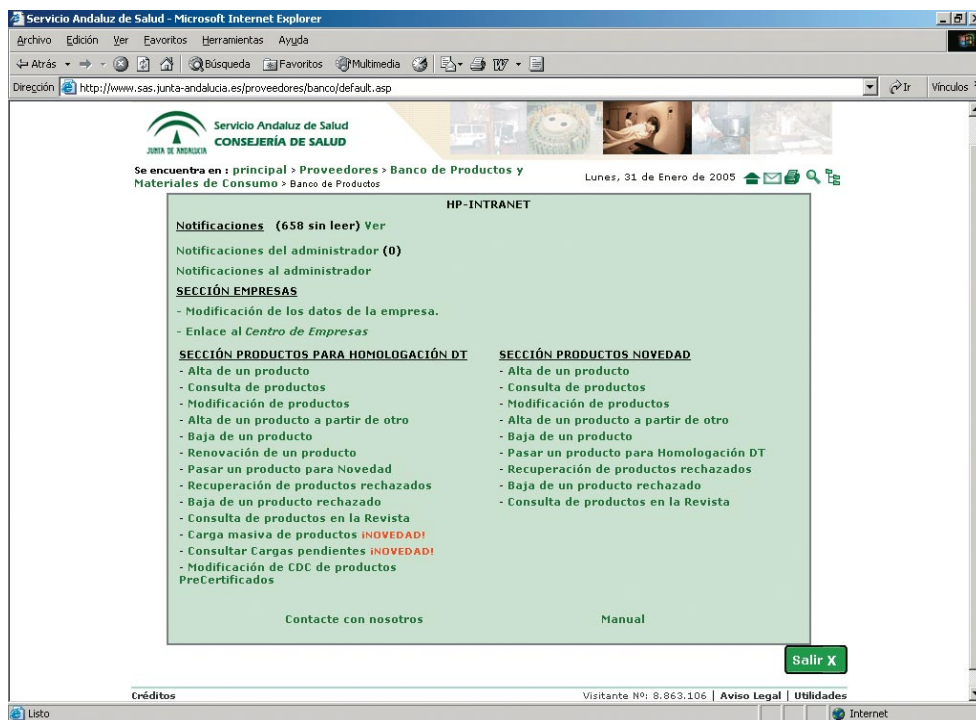 Servicio Andaluz de Salud - Microsoft Internet Explorer
Archivo Edición Ver Favoritos Herramientas Ayuda
Atrás Búsqueda Favoritos Multimedia
Dirección http://www.sas.junta-andalucia.es/proveedores/banco/default.asp Ir Vínculos
Servicio Andaluz de Salud
CONSEJERÍA DE SALUD
JUNTA DE ANDALUCIA
Se encuentra en : principal > Proveedores > Banco de Productos y
Materiales de Consumo > Banco de Productos
Lunes, 31 de Enero de 2005
HP-INTRANET
Notificaciones (658 sin leer) Ver
Notificaciones del administrador (0)
Notificaciones al administrador
SECCIÓN EMPRESAS
- Modificación de los datos de la empresa.
- Enlace al Centro de Empresas
SECCIÓN PRODUCTOS PARA HOMOLOGACIÓN DT
- Alta de un producto
- Consulta de productos
- Modificación de productos
- Alta de un producto a partir de otro
- Baja de un producto
- Renovación de un producto
- Pasar un producto para Novedad
- Recuperación de productos rechazados
- Baja de un producto rechazado
- Consulta de productos en la Revista
- Carga masiva de productos ¡NOVEDAD!
- Consultar Cargas pendientes ¡NOVEDAD!
- Modificación de CDC de productos
PreCertificados
SECCIÓN PRODUCTOS NOVEDAD
- Alta de un producto
- Consulta de productos
- Modificación de productos
- Alta de un producto a partir de otro
- Baja de un producto
- Pasar un producto para Homologación DT
- Recuperación de productos rechazados
- Baja de un producto rechazado
- Consulta de productos en la Revista
Contacte con nosotros Manual
Salir X
Créditos Visitante Nº: 8.863.106 | Aviso Legal | Utilidades
Listo Internet